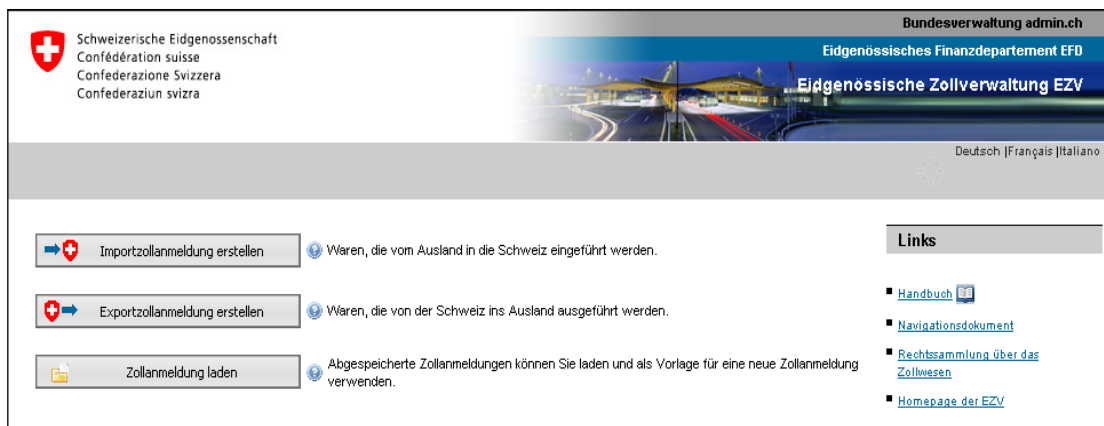 Schweizerische Eidgenossenschaft
Confédération suisse
Confederazione Svizzera
Confederaziun svizra
Bundesverwaltung admin.ch
Eidgenössisches Finanzdepartement EFD
Eidgenössische Zollverwaltung EZV
Deutsch |Français |Italiano
Importzollanmeldung erstellen
Waren, die vom Ausland in die Schweiz eingeführt werden.
Exportzollanmeldung erstellen
Waren, die von der Schweiz ins Ausland ausgeführt werden.
Zollanmeldung laden
Abgespeicherte Zollanmeldungen können Sie laden und als Vorlage für eine neue Zollanmeldung
verwenden.
Links
Handbuch
Navigationsdokument
Rechtssammlung über das
Zollwesen
Homepage der EZV